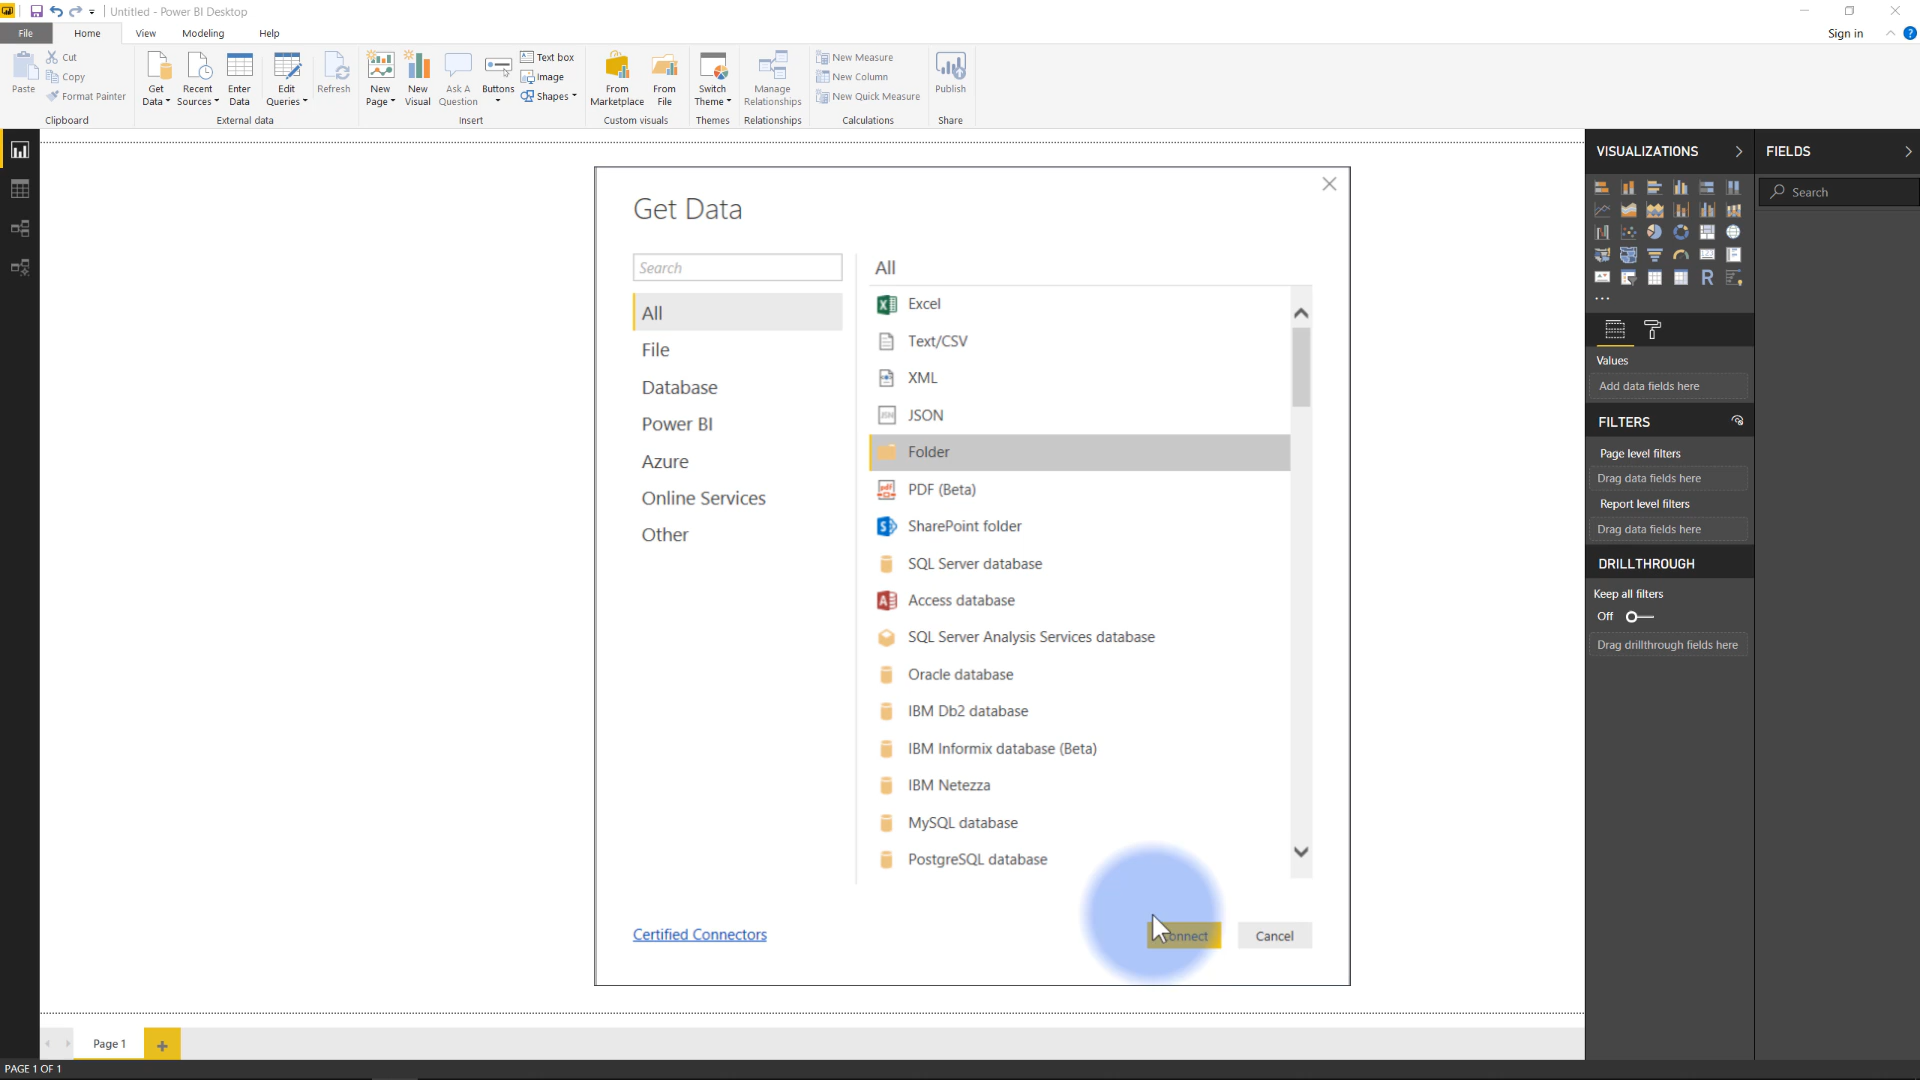 Untitled - Power BI Desktop
File Home View Modeling Help Sign in
Paste
Cut
Copy
Format Painter
Clipboard
Get Data
Recent Sources
Enter Data
Edit Queries
Refresh
External data
New Page
New Visual
Ask A Question
Buttons
Text box
Image
Shapes
Insert
From Marketplace
From File
Custom visuals
Switch Theme
Themes
Manage Relationships
Relationships
New Measure
New Column
New Quick Measure
Calculations
Publish
Share
Get Data
Search
All
File
Database
Power BI
Azure
Online Services
Other
All
Excel
Text/CSV
XML
JSON
Folder
PDF (Beta)
SharePoint folder
SQL Server database
Access database
SQL Server Analysis Services database
Oracle database
IBM Db2 database
IBM Informix database (Beta)
IBM Netezza
MySQL database
PostgreSQL database
Certified Connectors
Cancel
VISUALIZATIONS
R
Values
Add data fields here
FILTERS
Page level filters
Drag data fields here
Report level filters
Drag data fields here
DRILLTHROUGH
Keep all filters
Off
Drag drillthrough fields here
FIELDS
Search
Page 1
PAGE 1 OF 1